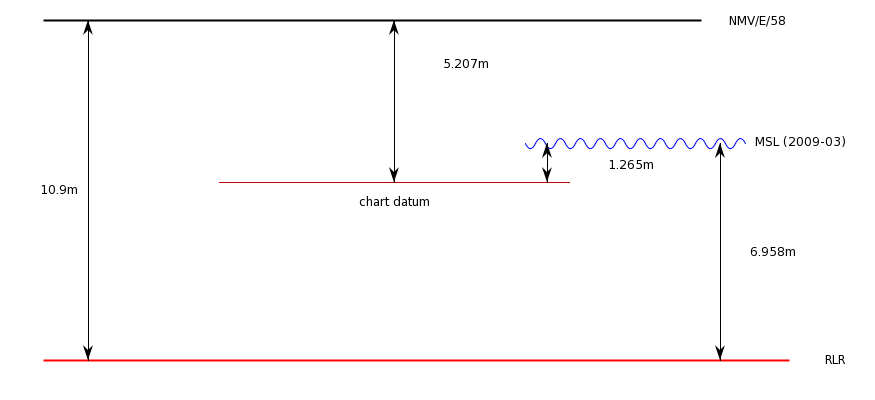 NMV/E/58
5.207m
MSL (2009-03)
1.265m
10.9m
chart datum
6.958m
RLR